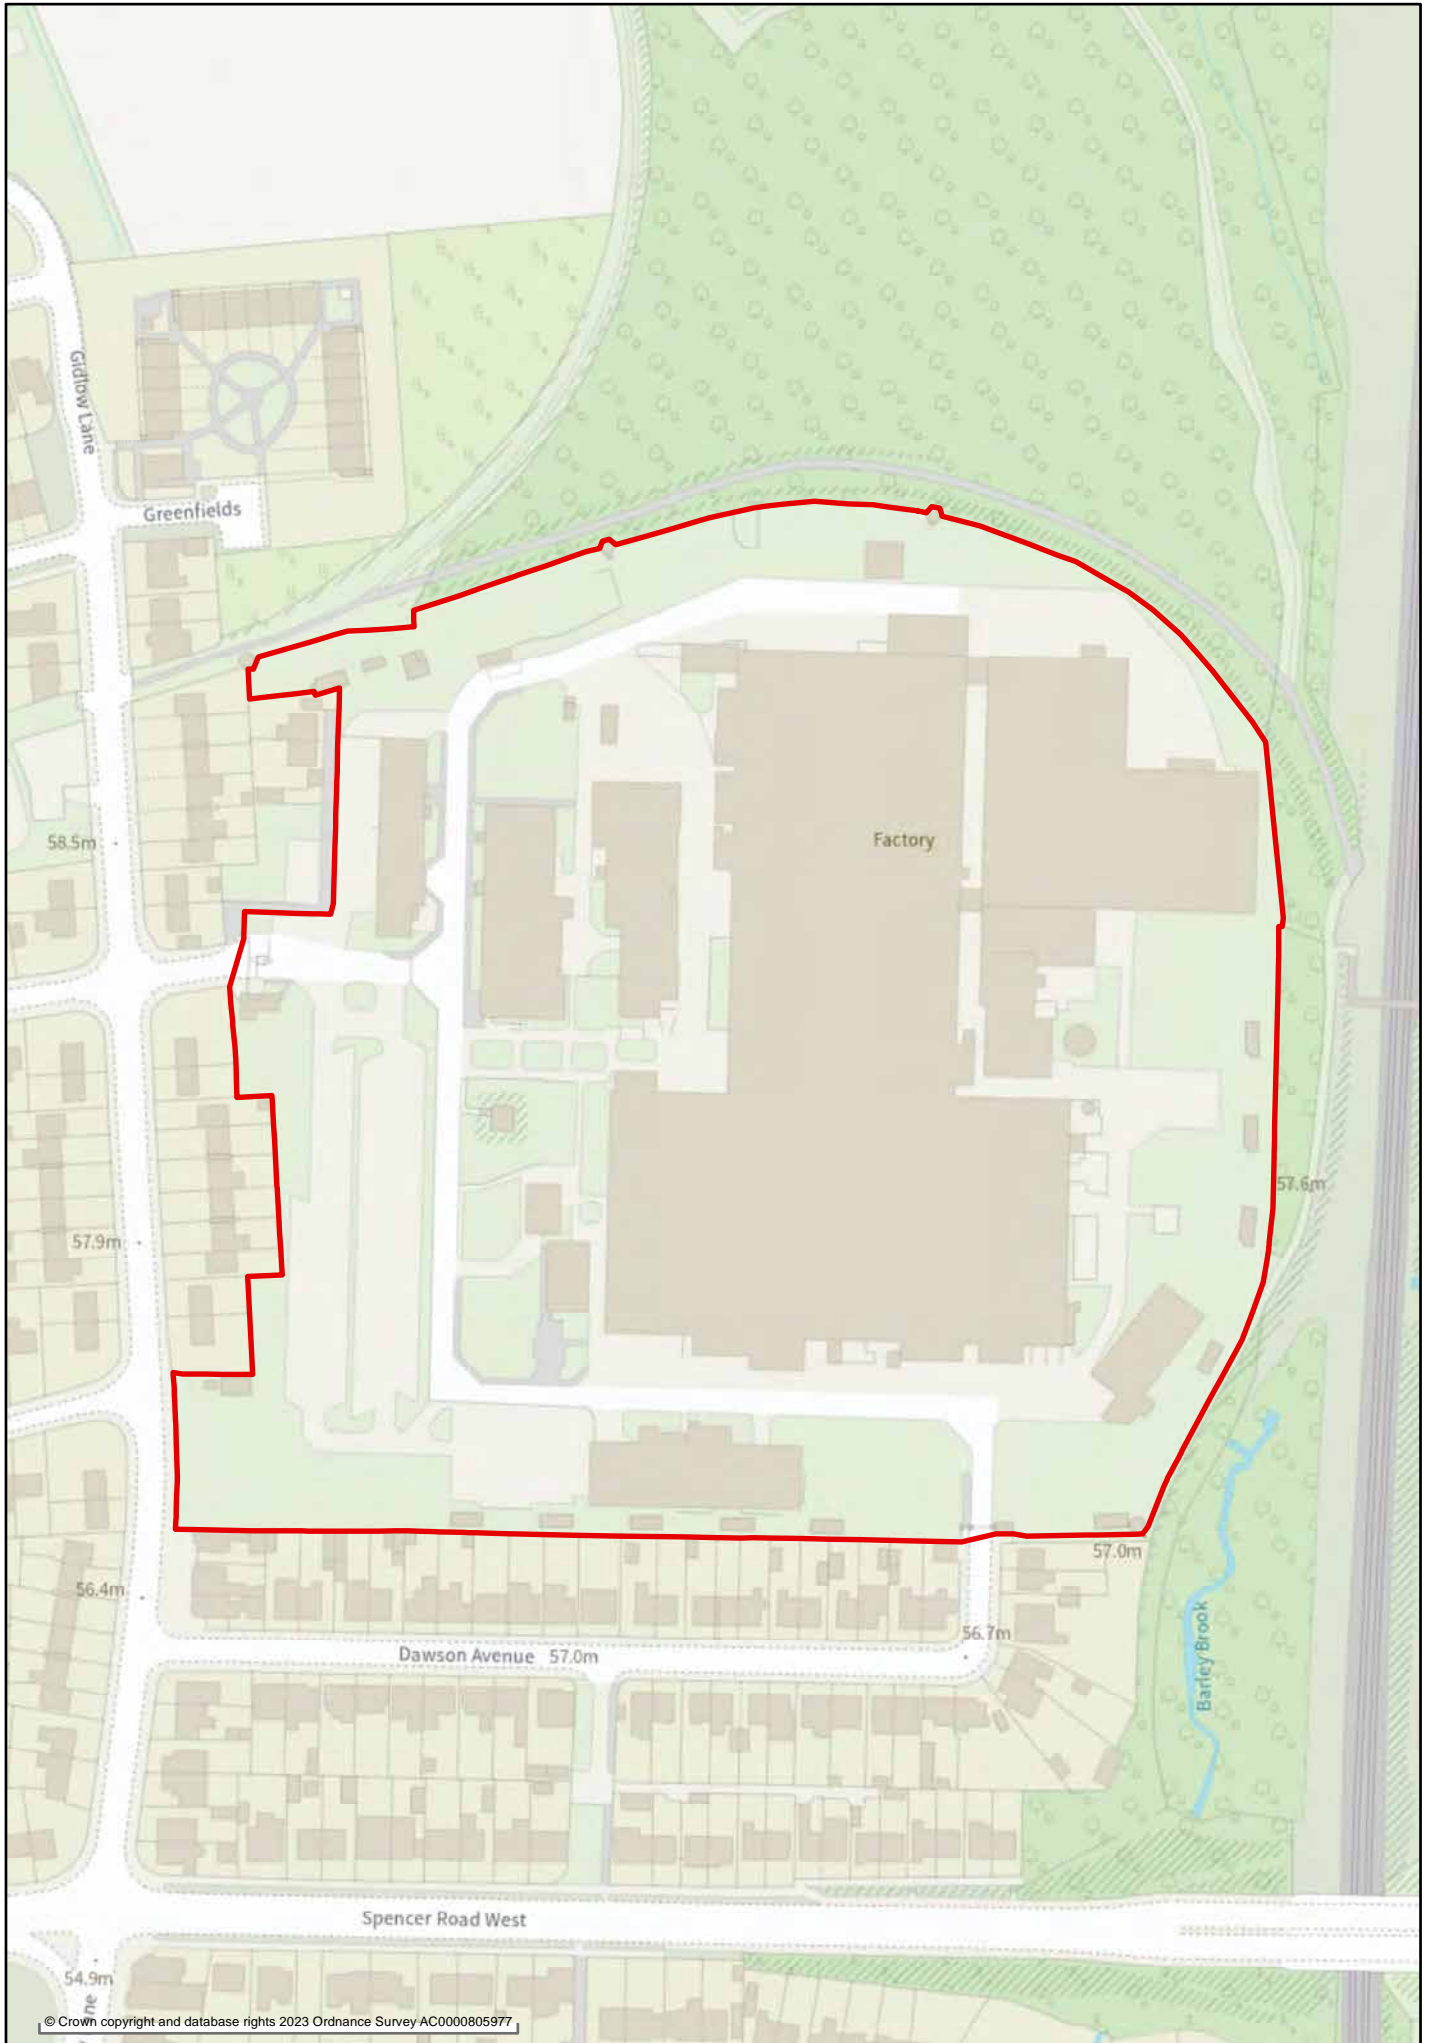 Gidlow Lane
Greenfields
58.5m
Factory
57.6m
57.9m
57.0m
56.4m
56.7m
Dawson Avenue 57.0m
Barley Brook
Spencer Road West
54.9m
© Crown copyright and database rights 2023 Ordnance Survey AC0000805977